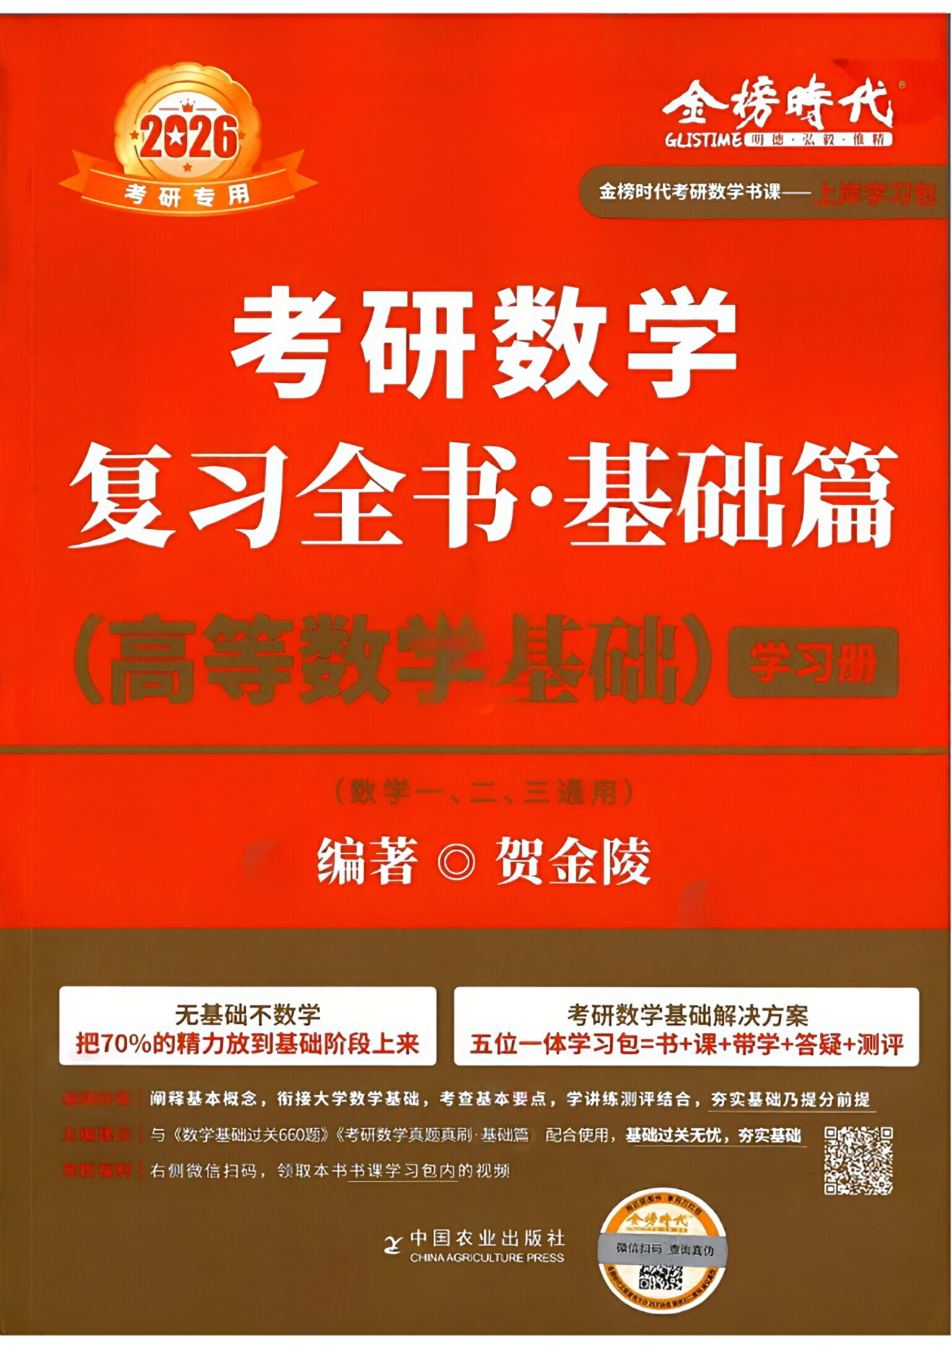 2026
考研专用
金榜時代
GLISTIME 明德·弘毅·惟精
金榜时代考研数学书课——上岸学习包
考研数学
复习全书·基础篇
（高等数学基础）学习册
（数学一、二、三通用）
编著 ◎ 贺金陵
无基础不数学
把70%的精力放到基础阶段上来
考研数学基础解决方案
五位一体学习包=书+课+带学+答疑+测评
阐释基本概念，衔接大学数学基础，考查基本要点，学讲练测评结合，夯实基础乃提分前提
与《数学基础过关660题》《考研数学真题真刷·基础篇 配合使用，基础过关无忧，夯实基础
右侧微信扫码，领取本书书课学习包内的视频
中国农业出版社
CHINA AGRICULTURE PRESS
金榜時代
微信扫码 查询真伪